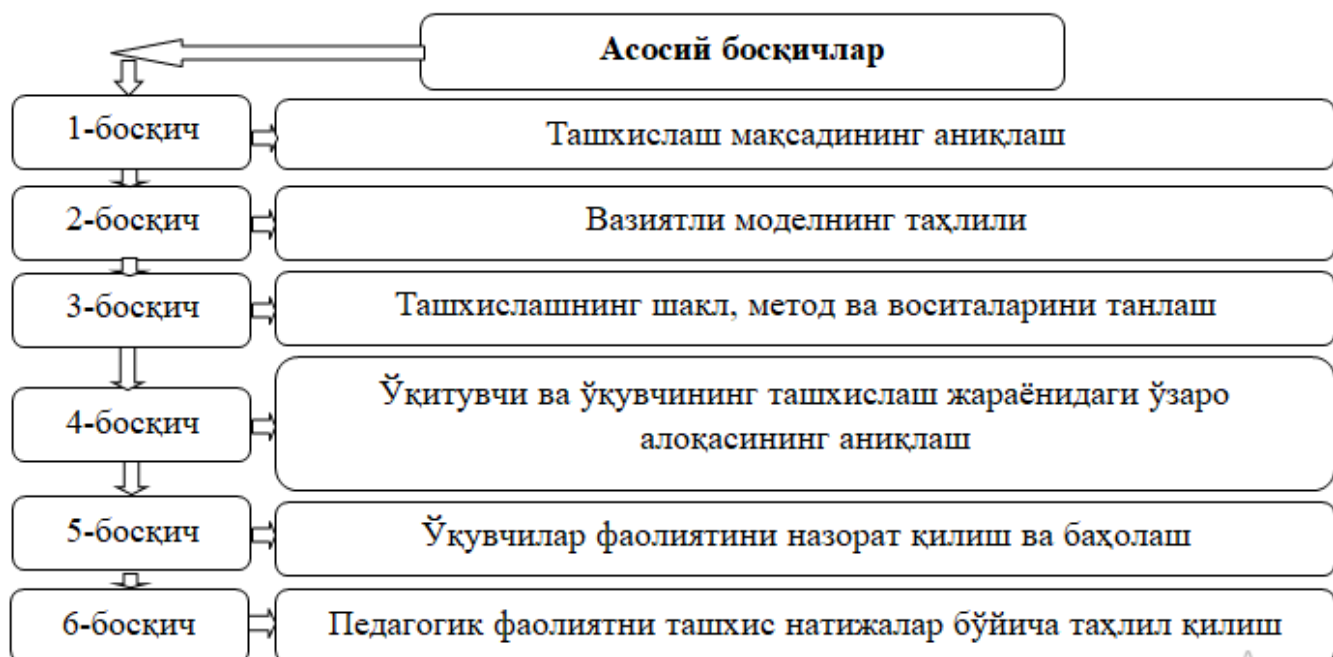 Асосий босқичлар
1-босқич
Ташхислаш мақсадининг аниқлаш
2-босқич
Вазиятли моделнинг таҳлили
3-босқич
Ташхислашнинг шакл, метод ва воситаларини танлаш
4-босқич
Ўқитувчи ва ўқувчининг ташхислаш жараёнидаги ўзаро
алоқасининг аниқлаш
5-босқич
Ўқувчилар фаолиятини назорат қилиш ва баҳолаш
6-босқич
Педагогик фаолиятни ташхис натижалар бўйича таҳлил қилиш